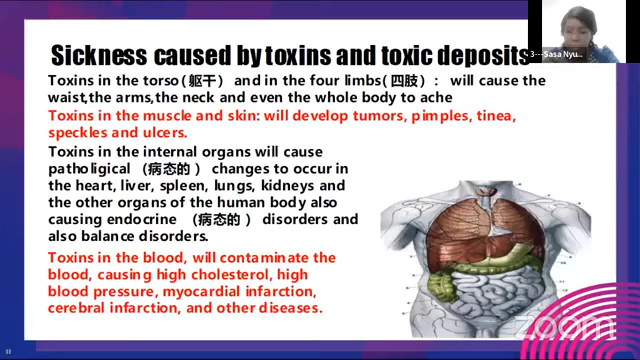 3---Sasa Nyu...
Sickness caused by toxins and toxic deposits
Toxins in the torso（躯干）and in the four limbs(四肢)： will cause the
waist,the arms,the neck and even the whole body to ache
Toxins in the muscle and skin: will develop tumors, pimples, tinea,
speckles and ulcers.
Toxins in the internal organs will cause
patholigical （病态的 ）changes to occur in
the heart, liver, spleen, lungs, kidneys and
the other organs of the human body also
causing endocrine （病态的 ）disorders and
also balance disorders.
Toxins in the blood, will contaminate the
blood, causing high cholesterol, high
blood pressure, myocardial infarction,
cerebral infarction, and other diseases.
zoom